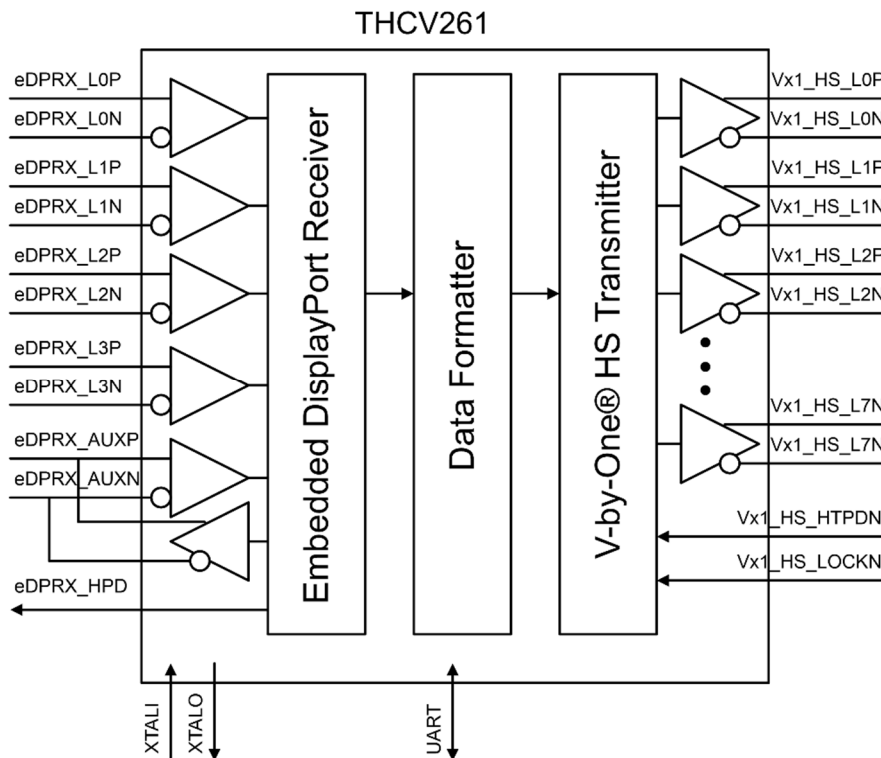 THCV261
eDPRX_L0P
eDPRX_L0N
eDPRX_L1P
eDPRX_L1N
eDPRX_L2P
eDPRX_L2N
eDPRX_L3P
eDPRX_L3N
eDPRX_AUXP
eDPRX_AUXN
eDPRX_HPD
Embedded DisplayPort Receiver
Data Formatter
V-by-One® HS Transmitter
Vx1_HS_L0P
Vx1_HS_L0N
Vx1_HS_L1P
Vx1_HS_L1N
Vx1_HS_L2P
Vx1_HS_L2N
Vx1_HS_L7N
Vx1_HS_L7N
Vx1_HS_HTPDN
Vx1_HS_LOCKN
XTALI
XTALO
UART